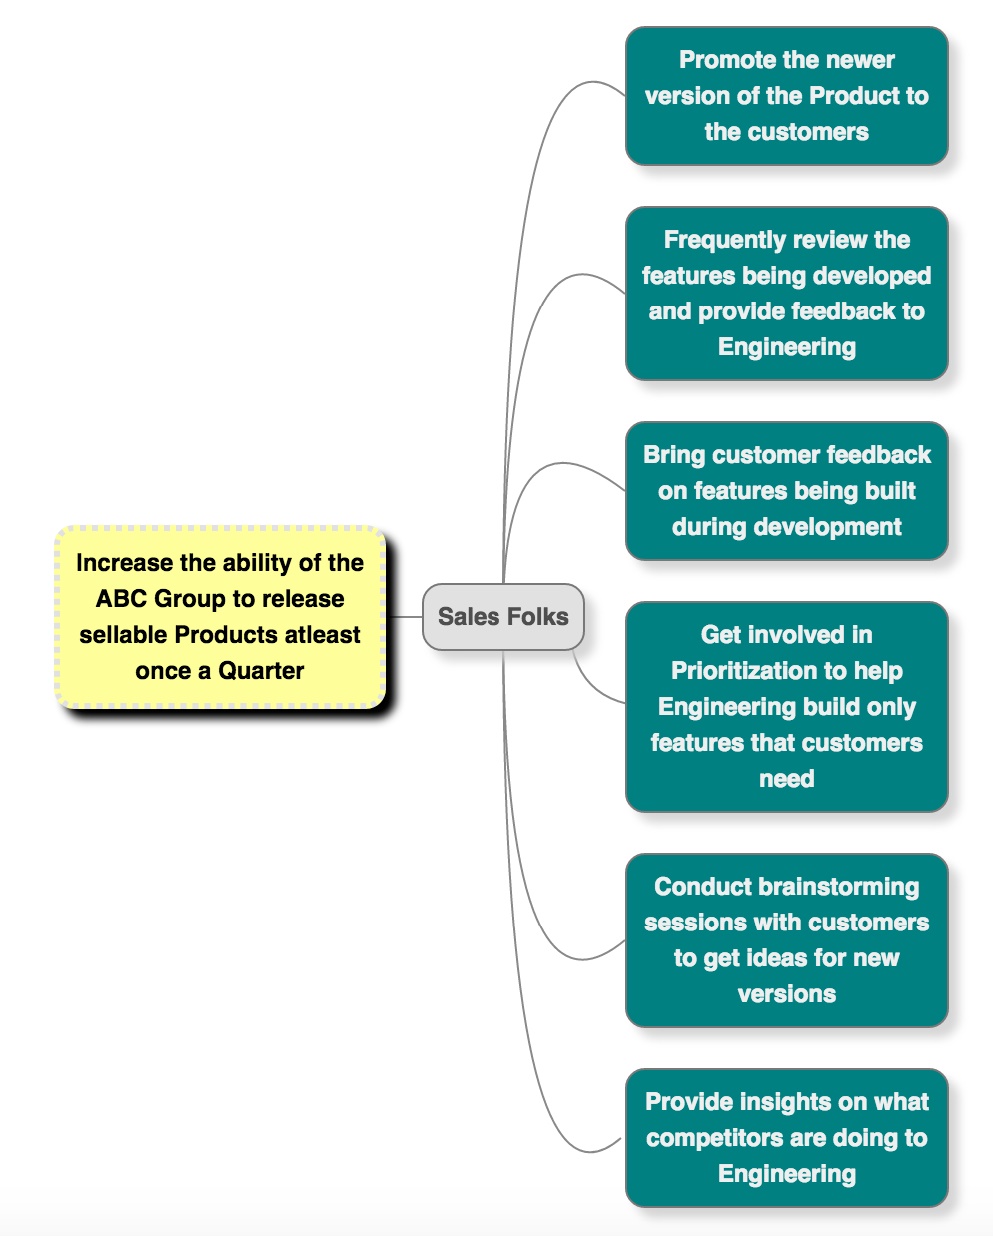 Promote the newer
version of the Product to
the customers
Frequently review the
features being developed
and provide feedback to
Engineering
Bring customer feedback
on features being built
during development
Increase the ability of the
ABC Group to release
sellable Products atleast
once a Quarter
Sales Folks
Get involved in
Prioritization to help
Engineering build only
features that customers
need
Conduct brainstorming
sessions with customers
to get ideas for new
versions
Provide insights on what
competitors are doing to
Engineering